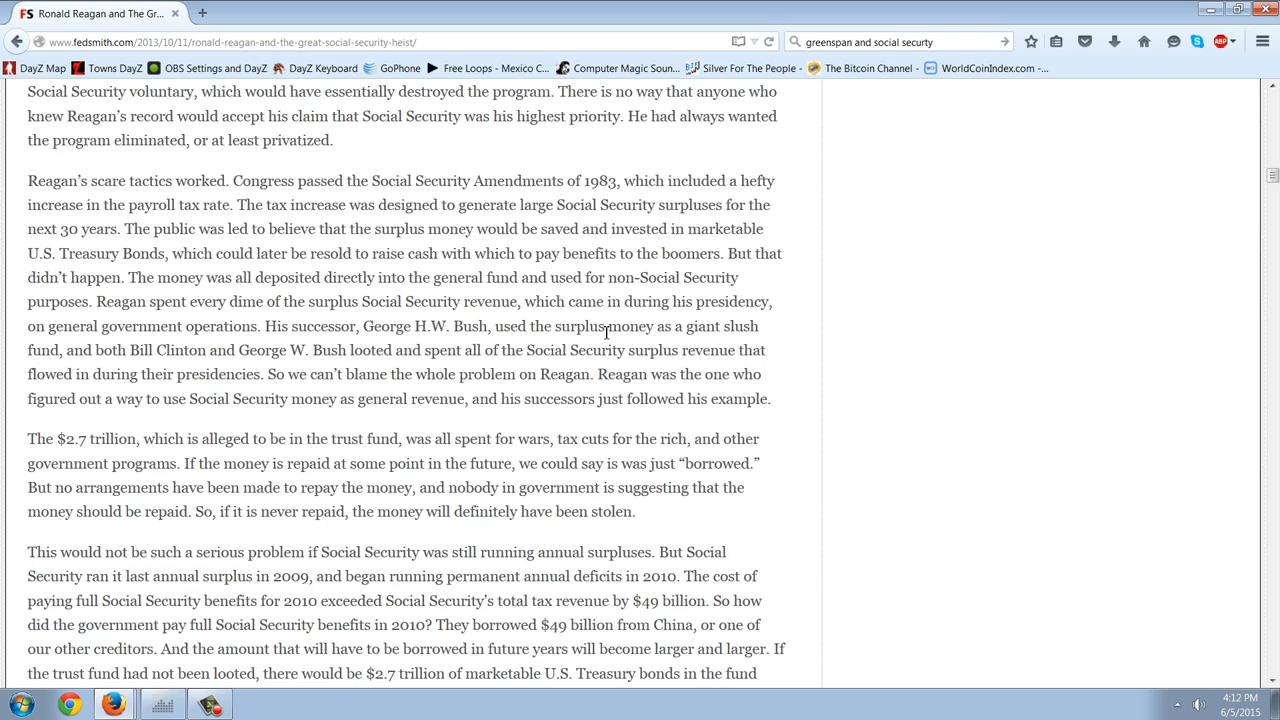 Ronald Reagan and The Gr...
www.fedsmith.com/2013/10/11/ronald-reagan-and-the-great-social-security-heist/
greenspan and social securty
ABP
DayZ Map Towns DayZ OBS Settings and DayZ DayZ Keyboard GoPhone Free Loops - Mexico C... Computer Magic Soun... Silver For The People - ... The Bitcoin Channel - ... WorldCoinIndex.com -...
Social Security voluntary, which would have essentially destroyed the program. There is no way that anyone who
knew Reagan’s record would accept his claim that Social Security was his highest priority. He had always wanted
the program eliminated, or at least privatized.
Reagan’s scare tactics worked. Congress passed the Social Security Amendments of 1983, which included a hefty
increase in the payroll tax rate. The tax increase was designed to generate large Social Security surpluses for the
next 30 years. The public was led to believe that the surplus money would be saved and invested in marketable
U.S. Treasury Bonds, which could later be resold to raise cash with which to pay benefits to the boomers. But that
didn’t happen. The money was all deposited directly into the general fund and used for non-Social Security
purposes. Reagan spent every dime of the surplus Social Security revenue, which came in during his presidency,
on general government operations. His successor, George H.W. Bush, used the surplus money as a giant slush
fund, and both Bill Clinton and George W. Bush looted and spent all of the Social Security surplus revenue that
flowed in during their presidencies. So we can’t blame the whole problem on Reagan. Reagan was the one who
figured out a way to use Social Security money as general revenue, and his successors just followed his example.
The $2.7 trillion, which is alleged to be in the trust fund, was all spent for wars, tax cuts for the rich, and other
government programs. If the money is repaid at some point in the future, we could say is was just “borrowed.”
But no arrangements have been made to repay the money, and nobody in government is suggesting that the
money should be repaid. So, if it is never repaid, the money will definitely have been stolen.
This would not be such a serious problem if Social Security was still running annual surpluses. But Social
Security ran it last annual surplus in 2009, and began running permanent annual deficits in 2010. The cost of
paying full Social Security benefits for 2010 exceeded Social Security’s total tax revenue by $49 billion. So how
did the government pay full Social Security benefits in 2010? They borrowed $49 billion from China, or one of
our other creditors. And the amount that will have to be borrowed in future years will become larger and larger. If
the trust fund had not been looted, there would be $2.7 trillion of marketable U.S. Treasury bonds in the fund
4:12 PM
6/5/2015